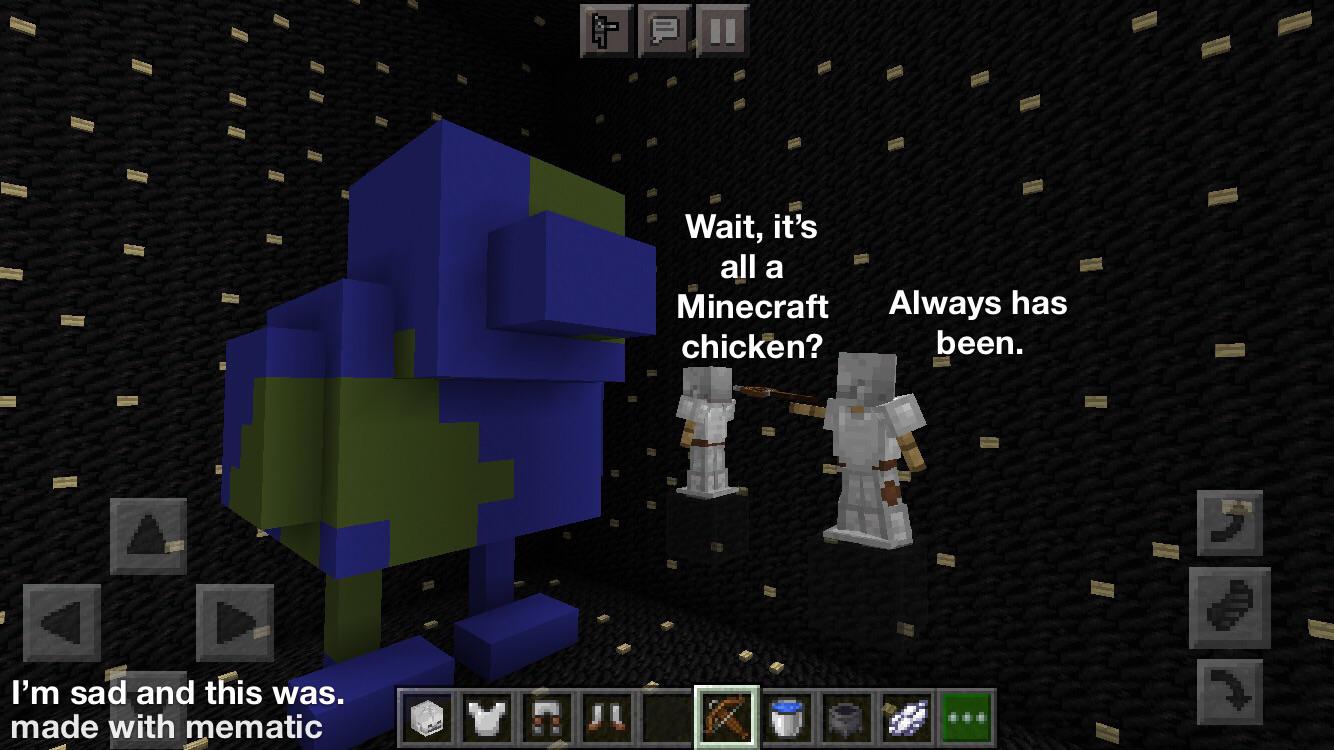 Wait, it's
all a
Minecraft
chicken?
Always has
been.
I'm sad and this was.
made with mematic